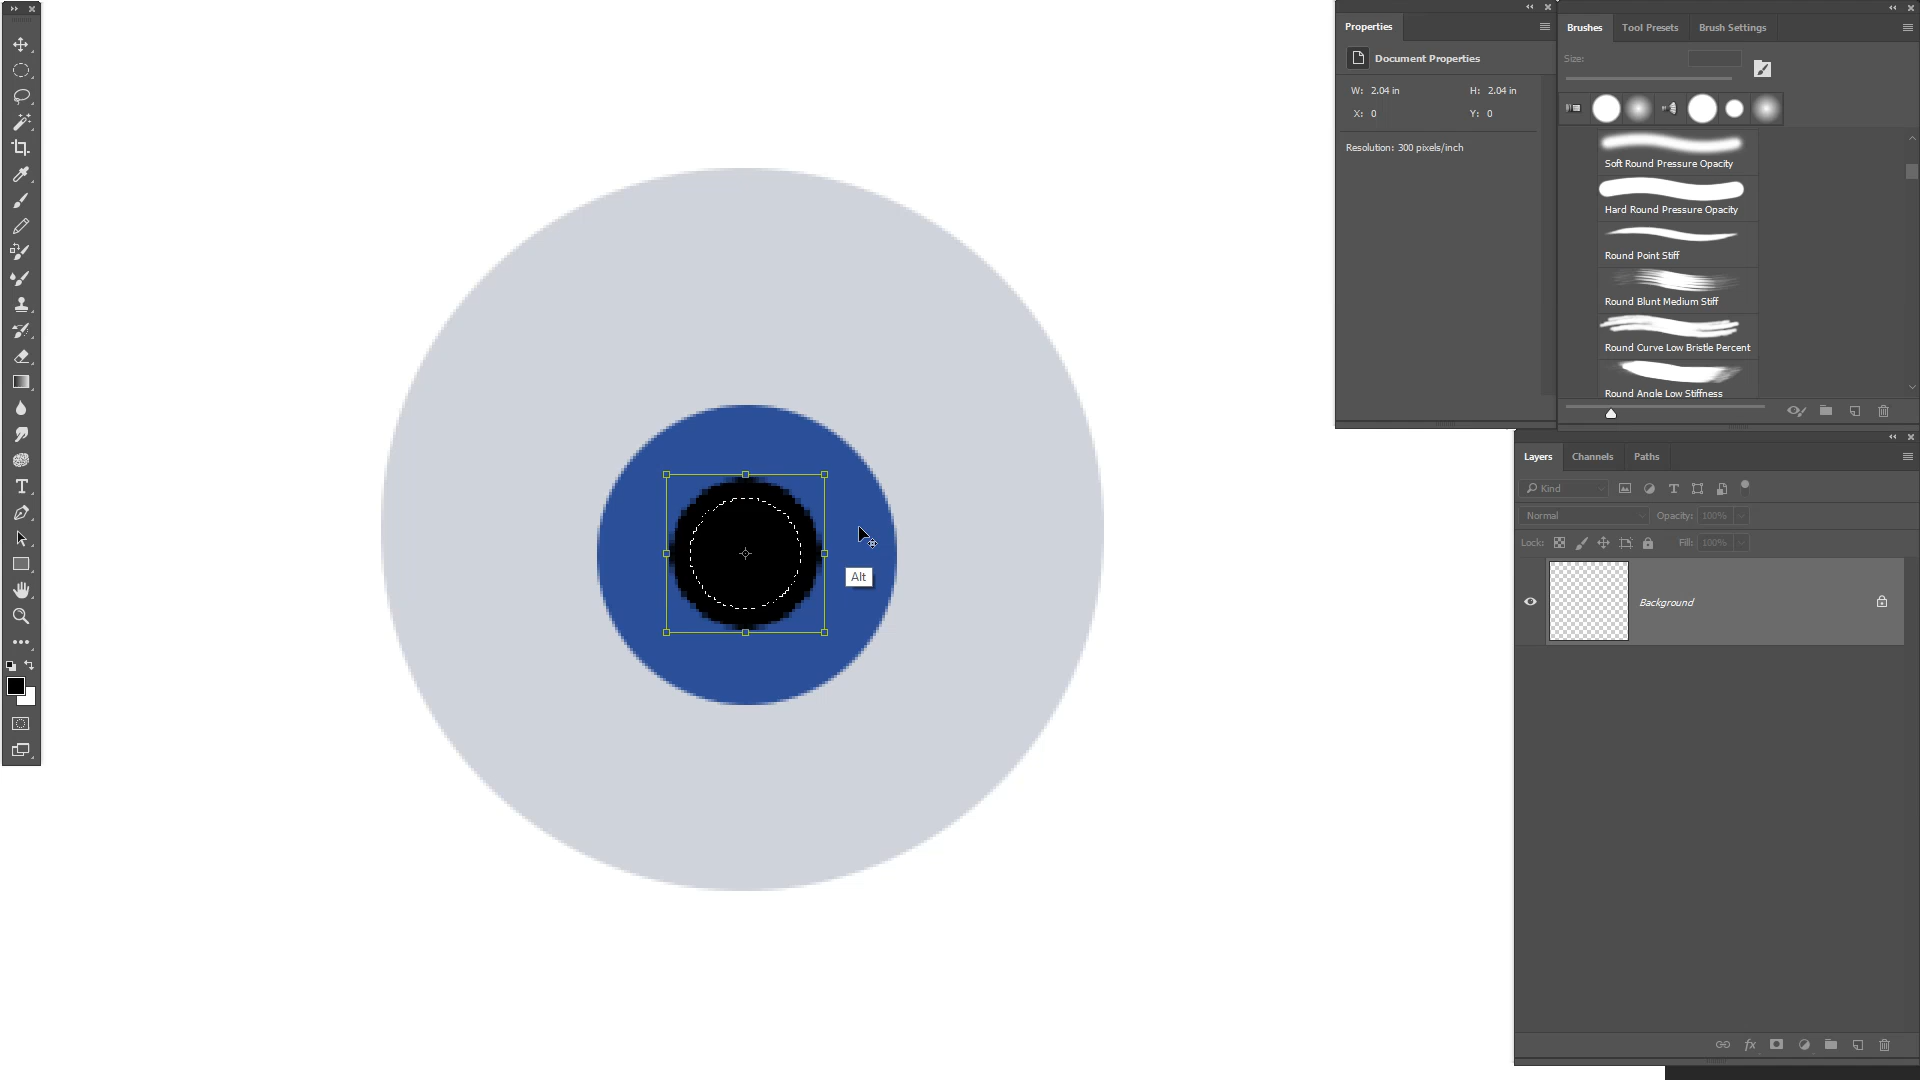 Properties
Document Properties
W: 2.04 in H: 2.04 in
X: 0 Y: 0
Resolution: 300 pixels/inch
Brushes Tool Presets Brush Settings
Size:
Soft Round Pressure Opacity
Hard Round Pressure Opacity
Round Point Stiff
Round Blunt Medium Stiff
Round Curve Low Bristle Percent
Round Angle Low Stiffness
Layers Channels Paths
Kind
Normal Opacity: 100%
Lock: Fill: 100%
Background
fx
Alt
T